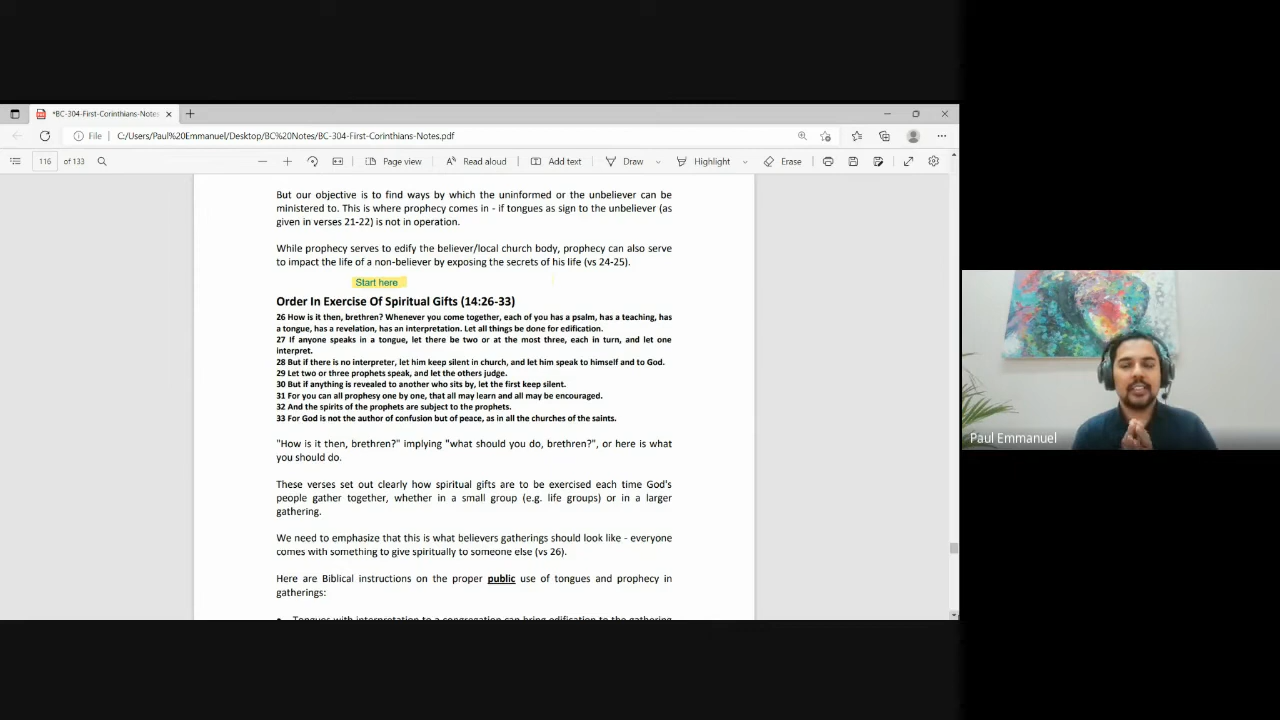 *BC-304-First-Corinthians-Notes
File
C:/Users/Paul%20Emmanuel/Desktop/BC%20Notes/BC-304-First-Corinthians-Notes.pdf
116 of 133
Page view
Read aloud
Add text
Draw
Highlight
Erase
But our objective is to find ways by which the uninformed or the unbeliever can be
ministered to. This is where prophecy comes in - if tongues as sign to the unbeliever (as
given in verses 21-22) is not in operation.
While prophecy serves to edify the believer/local church body, prophecy can also serve
to impact the life of a non-believer by exposing the secrets of his life (vs 24-25).
Start here
Order In Exercise Of Spiritual Gifts (14:26-33)
26 How is it then, brethren? Whenever you come together, each of you has a psalm, has a teaching, has
a tongue, has a revelation, has an interpretation. Let all things be done for edification.
27 If anyone speaks in a tongue, let there be two or at the most three, each in turn, and let one
interpret.
28 But if there is no interpreter, let him keep silent in church, and let him speak to himself and to God.
29 Let two or three prophets speak, and let the others judge.
30 But if anything is revealed to another who sits by, let the first keep silent.
31 For you can all prophesy one by one, that all may learn and all may be encouraged.
32 And the spirits of the prophets are subject to the prophets.
33 For God is not the author of confusion but of peace, as in all the churches of the saints.
"How is it then, brethren?" implying "what should you do, brethren?", or here is what
you should do.
These verses set out clearly how spiritual gifts are to be exercised each time God's
people gather together, whether in a small group (e.g. life groups) or in a larger
gathering.
We need to emphasize that this is what believers gatherings should look like - everyone
comes with something to give spiritually to someone else (vs 26).
Here are Biblical instructions on the proper public use of tongues and prophecy in
gatherings:
• Tongues with interpretation to a congregation can bring edification to the gathering
Paul Emmanuel